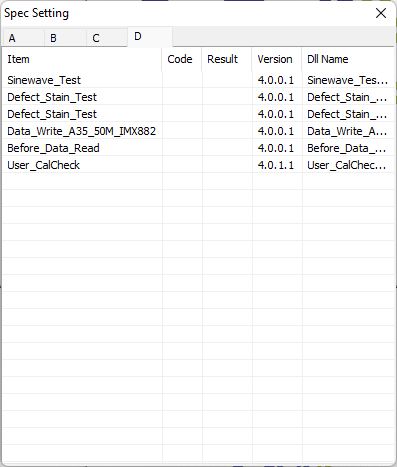 Spec Setting
A B C D
Item Code Result Version Dll Name
Sinewave_Test 4.0.0.1 Sinewave_Tes...
Defect_Stain_Test 4.0.0.1 Defect_Stain_...
Defect_Stain_Test 4.0.0.1 Defect_Stain_...
Data_Write_A35_50M_IMX882 4.0.0.1 Data_Write_A...
Before_Data_Read 4.0.0.1 Before_Data_...
User_CalCheck 4.0.1.1 User_CalChec...